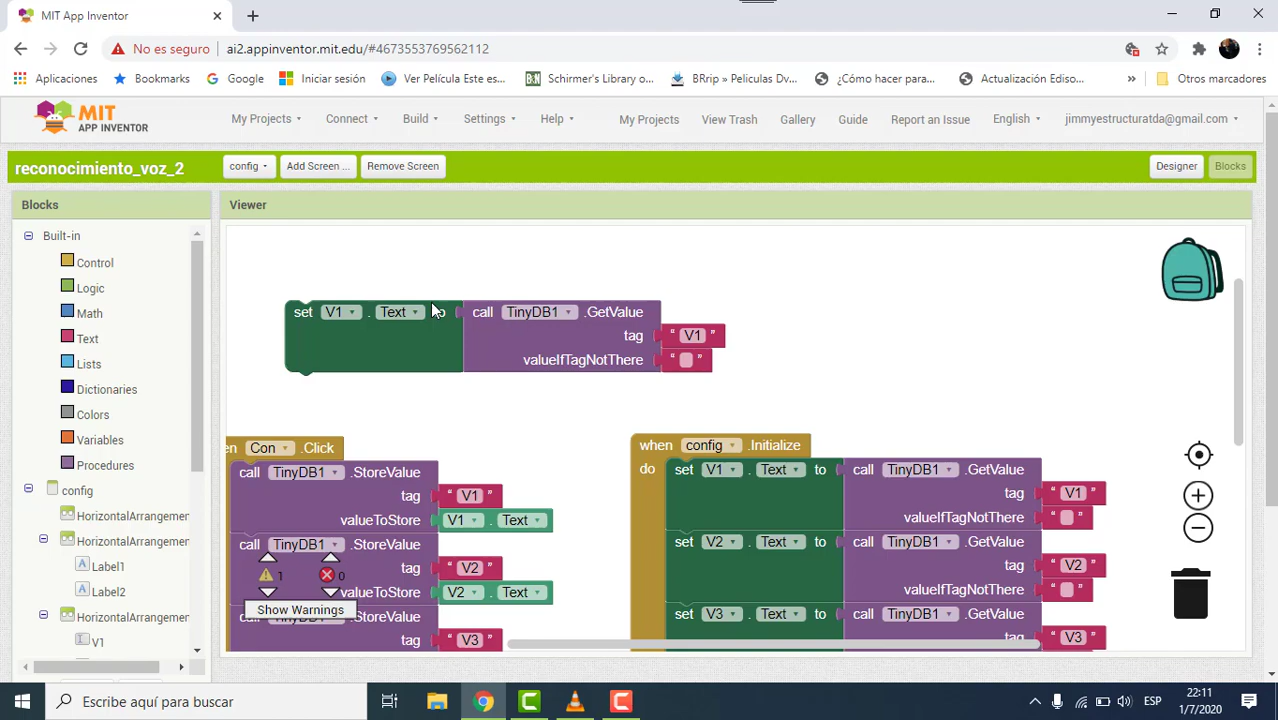 MIT App Inventor
No es seguro ai2.appinventor.mit.edu/#4673553769562112
Aplicaciones Bookmarks Google Iniciar sesión Ver Película Este es... Schirmer's Library o... BRrip » Peliculas Dv... ¿Cómo hacer para... Actualización Ediso... » Otros marcadores
MIT
APP INVENTOR
My Projects Connect Build Settings Help My Projects View Trash Gallery Guide Report an Issue English jimmyestructuratda@gmail.com
reconocimiento_voz_2 config Add Screen ... Remove Screen Designer Blocks
Blocks
Viewer
Built-in
Control
Logic
Math
Text
Lists
Dictionaries
Colors
Variables
Procedures
config
HorizontalArrangemen
HorizontalArrangemen
Label1
Label2
HorizontalArrangemen
V1
set V1 . Text to call TinyDB1 .GetValue
tag " V1 "
valueIfTagNotThere " "
en Con .Click
call TinyDB1 .StoreValue
tag " V1 "
valueToStore V1 . Text
call TinyDB1 .StoreValue
tag " V2 "
valueToStore V2 . Text
StoreValue
tag " V3 "
1 0
Show Warnings
when config .Initialize
do set V1 . Text to call TinyDB1 .GetValue
tag " V1 "
valueIfTagNotThere " "
set V2 . Text to call TinyDB1 .GetValue
tag " V2 "
valueIfTagNotThere " "
set V3 . Text to call TinyDB1 .GetValue
tag " V3 "
Escribe aquí para buscar
ESP
22:11
1/7/2020